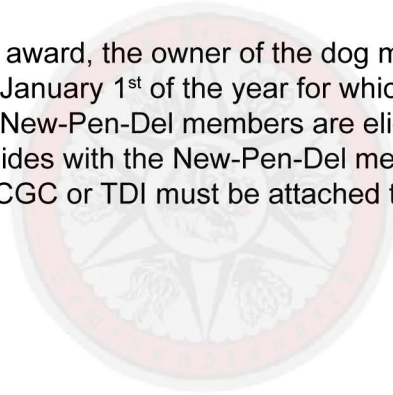 award, the owner of the dog m
January 1st of the year for whic
New-Pen-Del members are eli
ides with the New-Pen-Del me
CGC or TDI must be attached t